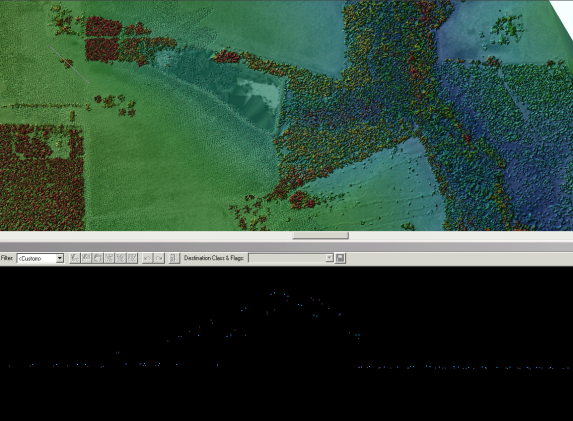 Filter: <Custom>
Destination Class & Flags: